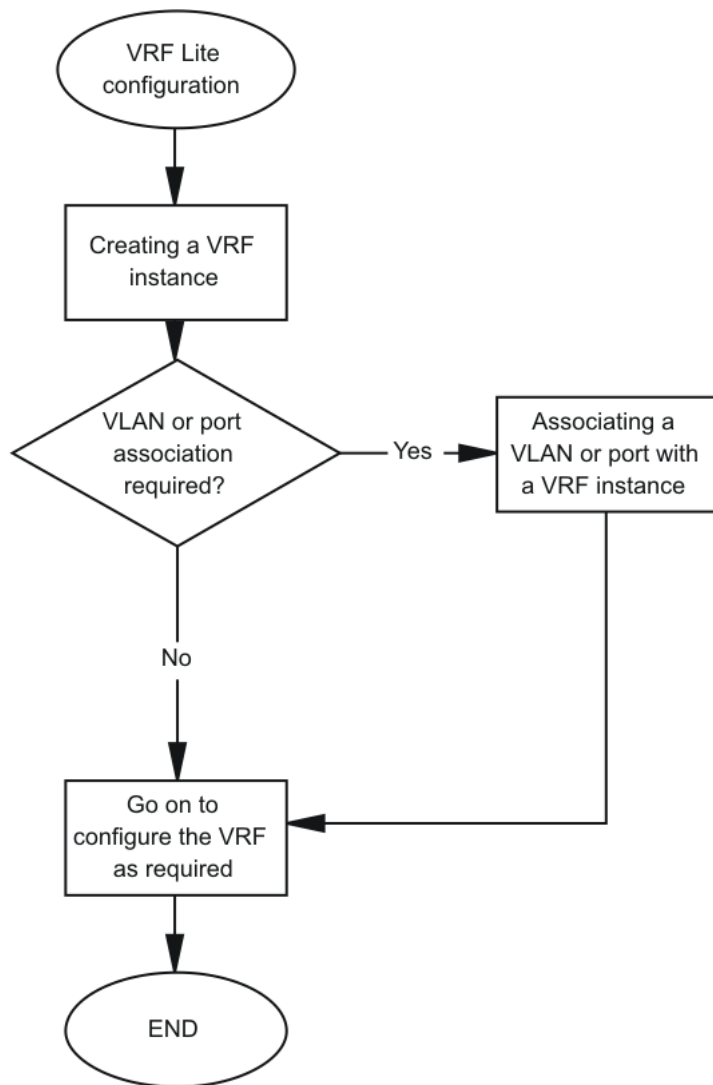 VRF Lite
configuration
Creating a VRF
instance
VLAN or port
association
required?
Yes
Associating a
VLAN or port with
a VRF instance
No
Go on to
configure the VRF
as required
END